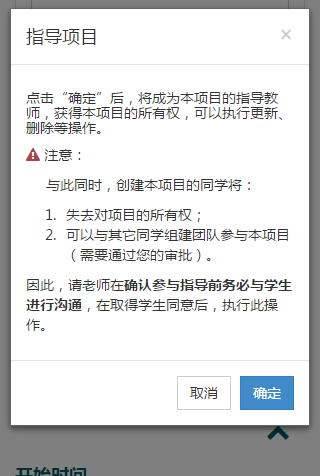 指导项目
×
点击“确定”后，将成为本项目的指导教
师，获得本项目的所有权，可以执行更新、
删除等操作。
注意：
与此同时，创建本项目的同学将：
1. 失去对项目的所有权；
2. 可以与其它同学组建团队参与本项目
（需要通过您的审批）。
因此，请老师在确认参与指导前务必与学生
进行沟通，在取得学生同意后，执行此操
作。
取消
确定
开始时间